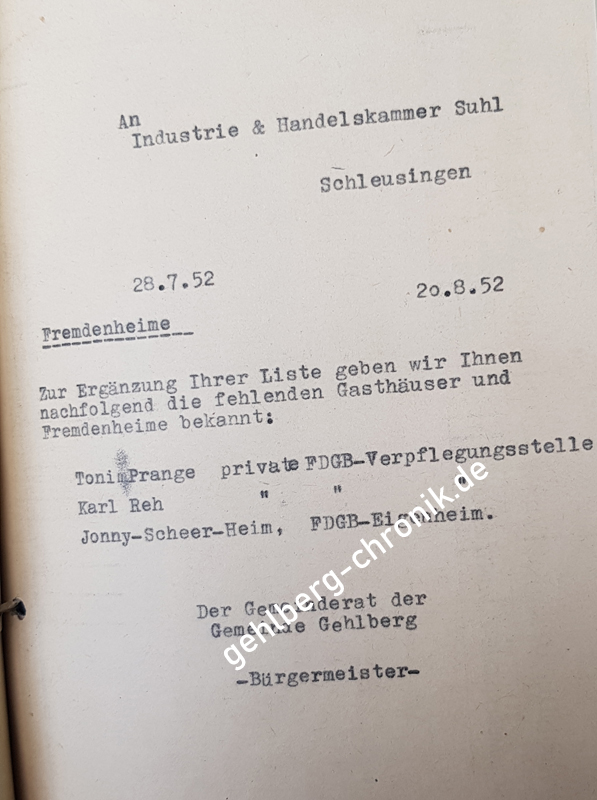 An
Industrie & Handelskammer Suhl
Schleusingen
28.7.52 20.8.52
Fremdenheime
Zur Ergänzung Ihrer Liste geben wir Ihnen
nachfolgend die fehlenden Gasthäuser und
Fremdenheime bekannt:
Toni Prange private FDGB-Verpflegungsstelle
Karl Reh " " "
Jonny-Scheer-Heim, FDGB-Eigenheim.
Der Gemeinderat der
Gemeinde Gehlberg
-Bürgermeister-
gehlberg-chronik.de